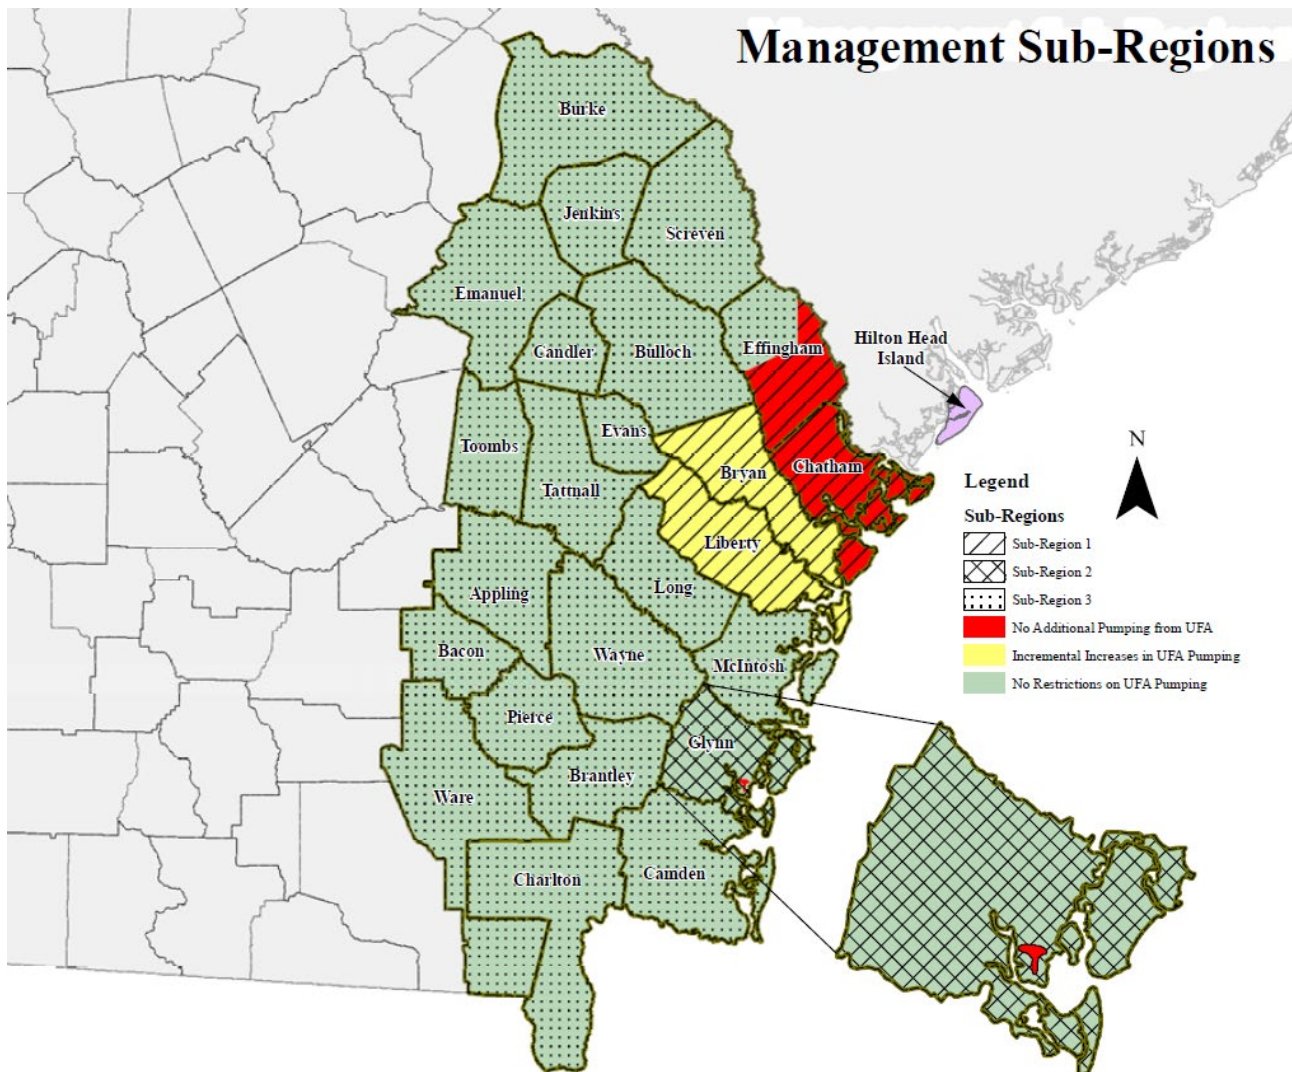 Management Sub-Regions
Burke
Jenkins
Screven
Emanuel
Candler
Bulloch
Effingham
Hilton Head
Island
Toombs
Evans
Tattnall
Bryan
Chatham
N
Legend
Sub-Regions
Sub-Region 1
Sub-Region 2
Sub-Region 3
No Additional Pumping from UFA
Incremental Increases in UFA Pumping
No Restrictions on UFA Pumping
Liberty
Long
Appling
Bacon
Wayne
McIntosh
Pierce
Glynn
Brantley
Ware
Charlton
Camden